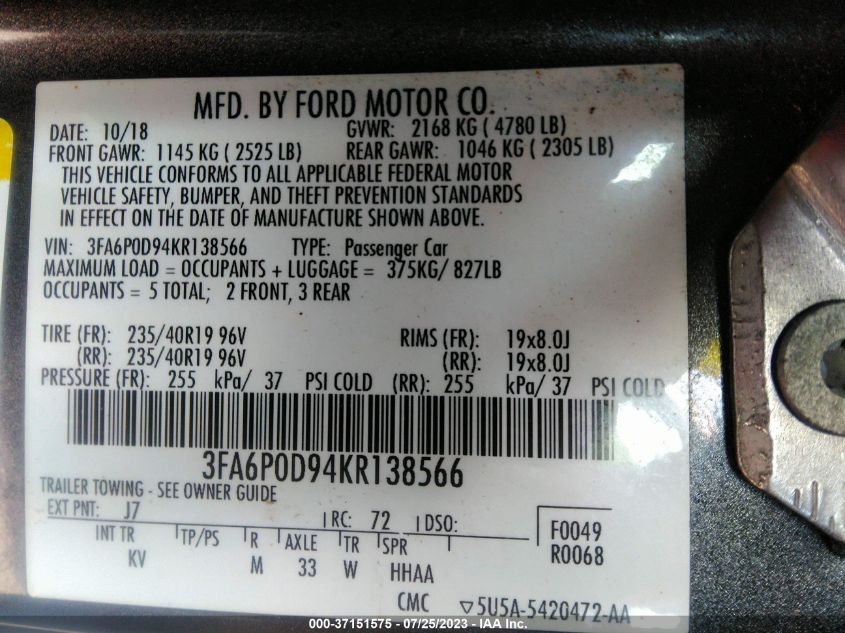 MFD. BY FORD MOTOR CO.
DATE: 10/18 GVWR: 2168 KG ( 4780 LB)
FRONT GAWR: 1145 KG ( 2525 LB) REAR GAWR: 1046 KG ( 2305 LB)
THIS VEHICLE CONFORMS TO ALL APPLICABLE FEDERAL MOTOR
VEHICLE SAFETY, BUMPER, AND THEFT PREVENTION STANDARDS
IN EFFECT ON THE DATE OF MANUFACTURE SHOWN ABOVE.
VIN: 3FA6P0D94KR138566 TYPE: Passenger Car
MAXIMUM LOAD = OCCUPANTS + LUGGAGE = 375KG/ 827LB
OCCUPANTS = 5 TOTAL; 2 FRONT, 3 REAR
TIRE (FR): 235/40R19 96V RIMS (FR): 19x8.0J
(RR): 235/40R19 96V (RR): 19x8.0J
PRESSURE (FR): 255 kPa/ 37 PSI COLD (RR): 255 kPa/ 37 PSI COLD
3FA6P0D94KR138566
TRAILER TOWING - SEE OWNER GUIDE
EXT PNT: J7 RC: 72 DSO: F0049
INT TR TP/PS R AXLE TR SPR R0068
KV M 33 W HHAA
CMC ▽5U5A-5420472-AA
000-37151575 - 07/25/2023 - IAA Inc.